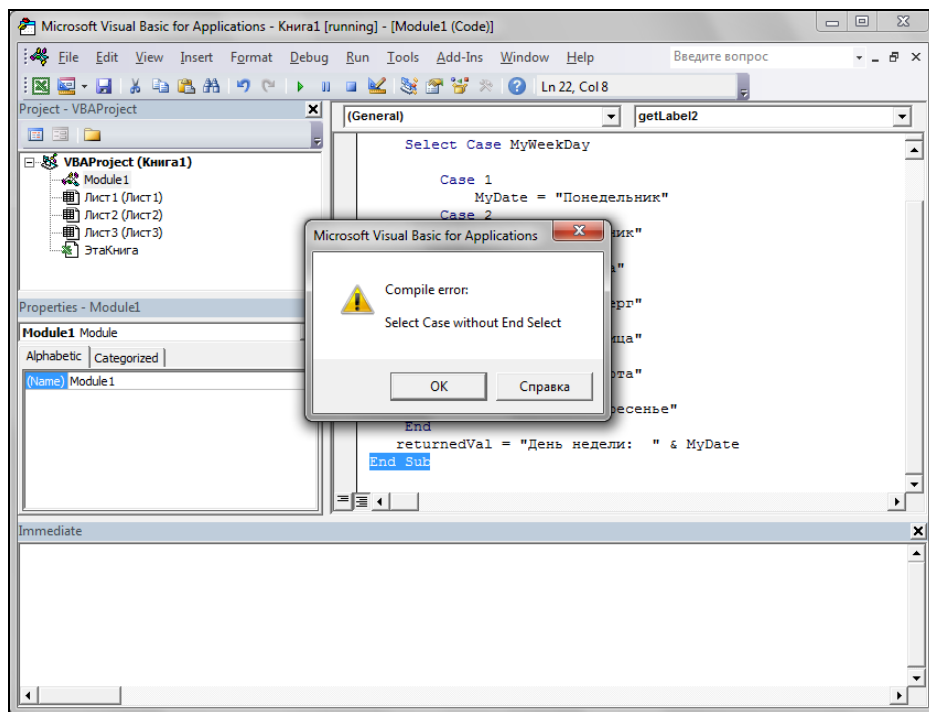 Microsoft Visual Basic for Applications - Книга1 [running] - [Module1 (Code)]
File Edit View Insert Format Debug Run Tools Add-Ins Window Help Введите вопрос
Ln 22, Col 8
Project - VBAProject
VBAProject (Книга1)
Module1
Лист1 (Лист1)
Лист2 (Лист2)
Лист3 (Лист3)
ЭтаКнига
Properties - Module1
Module1 Module
Alphabetic Categorized
(Name) Module1
(General) getLabel2
Select Case MyWeekDay
Case 1
MyDate = "Понедельник"
Case 2
ник"
а"
ерг"
ица"
ота"
ресенье"
End
returnedVal = "День недели:  " & MyDate
End Sub
Microsoft Visual Basic for Applications
Compile error:
Select Case without End Select
OK Справка
Immediate